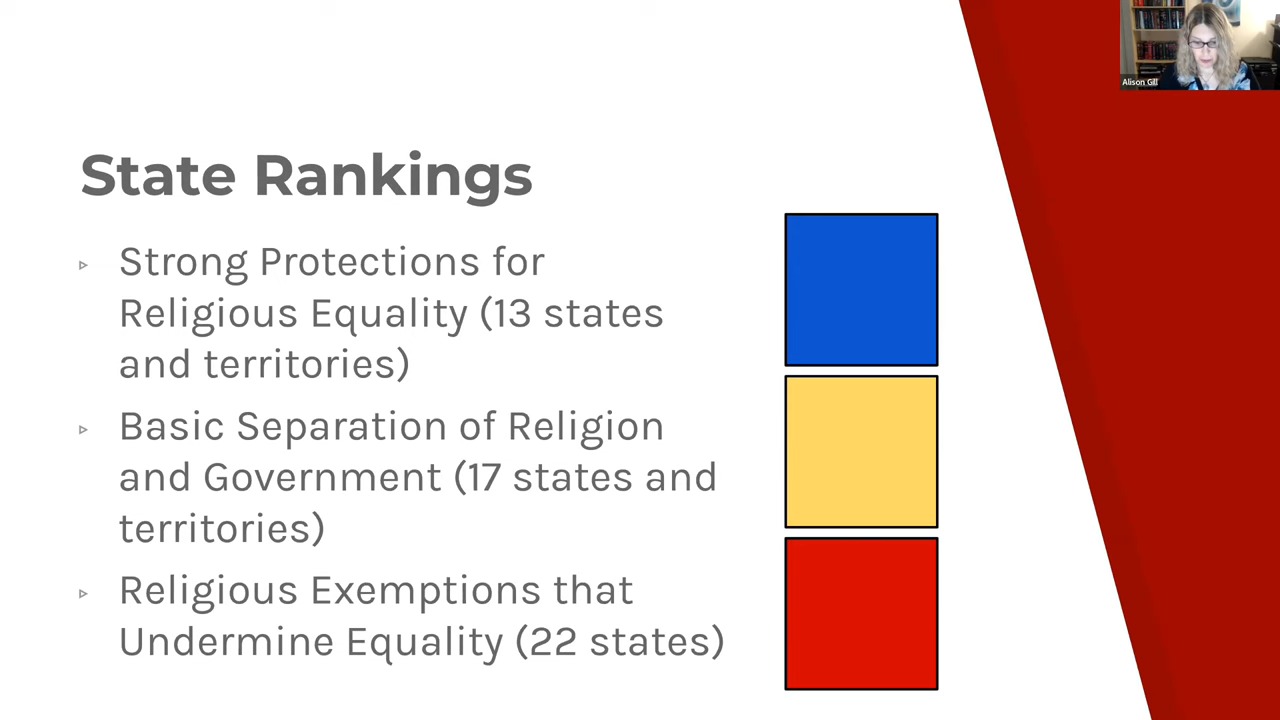 Alison Gill
State Rankings
▹ Strong Protections for
Religious Equality (13 states
and territories)
▹ Basic Separation of Religion
and Government (17 states and
territories)
▹ Religious Exemptions that
Undermine Equality (22 states)